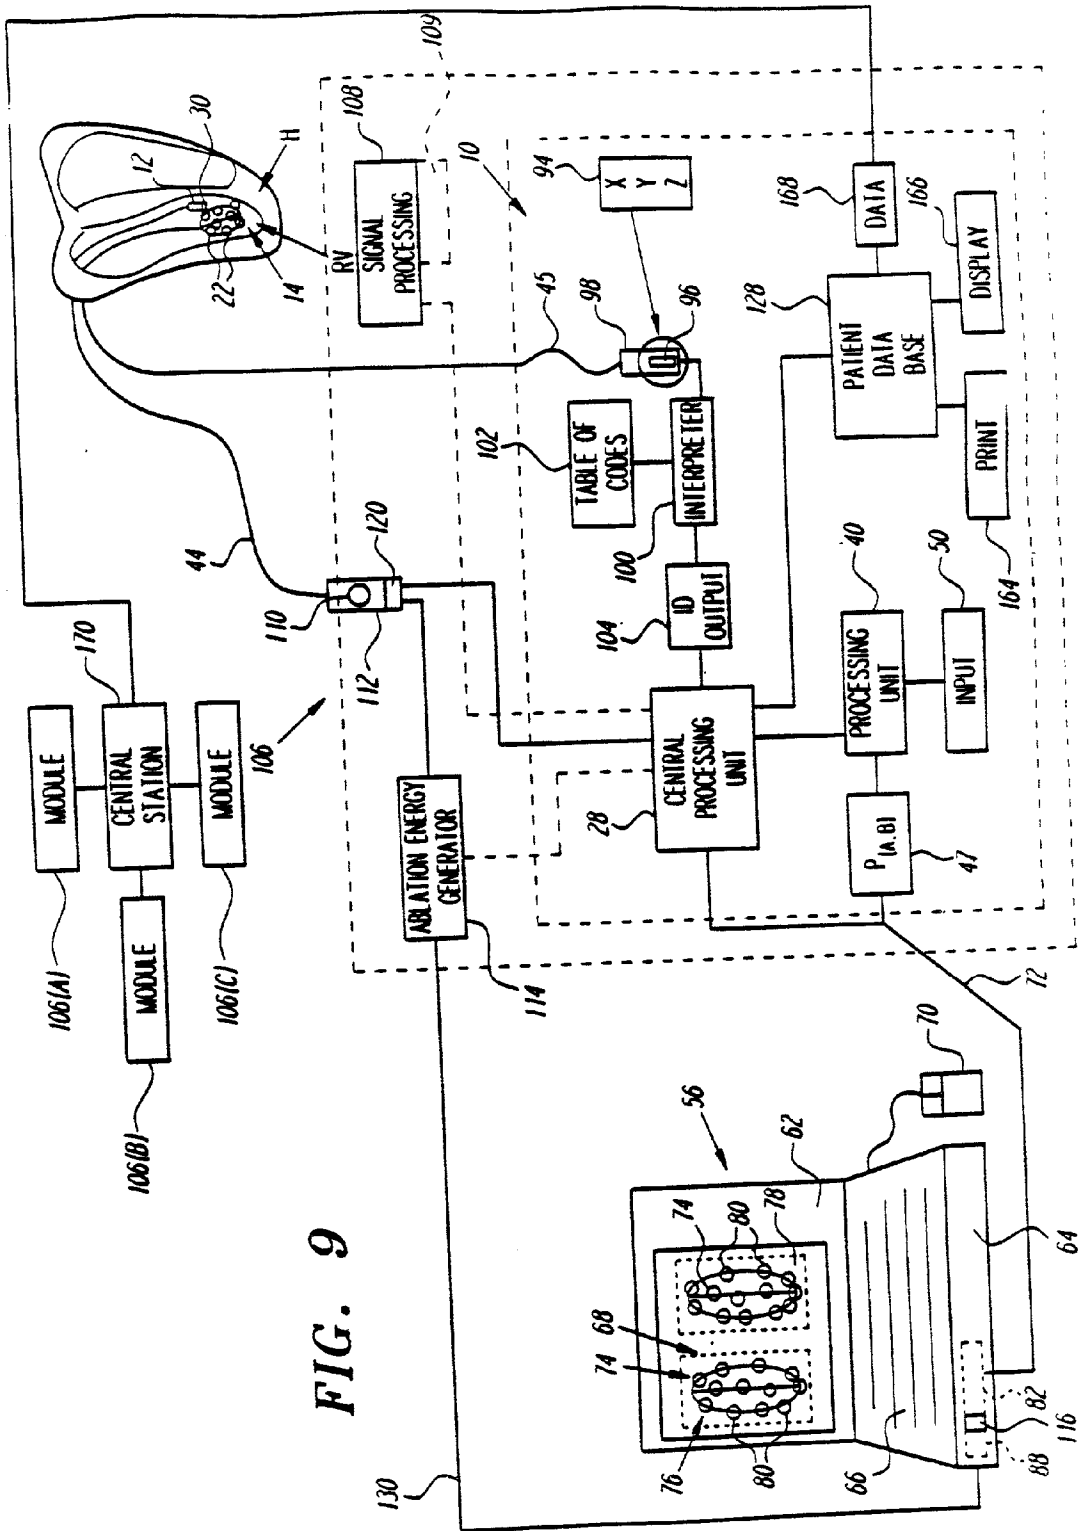 FIG. 9
106(A)
MODULE
106(B)
MODULE
CENTRAL
STATION
170
MODULE
106(C)
106
44
110
112
120
12
30
H
RV
22
14
108
SIGNAL
PROCESSING
109
10
94
X
Y
Z
45
98
96
102
TABLE OF
CODES
INTERPRETER
100
104
ID
OUTPUT
ABLATION ENERGY
GENERATOR
114
28
CENTRAL
PROCESSING
UNIT
168
DATA
166
DISPLAY
128
PATIENT
DATA
BASE
PRINT
164
40
PROCESSING
UNIT
50
INPUT
P(A,B)
47
72
70
56
62
74
80
78
68
74
76
80
66
64
82
116
88
130